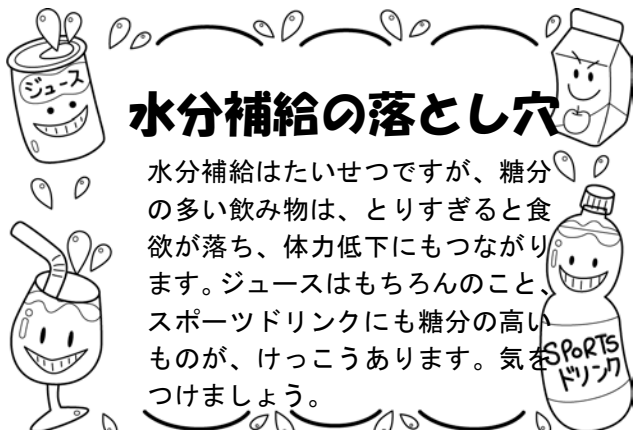 ジュース
水分補給の落とし穴
水分補給はたいせつですが、糖分
の多い飲み物は、とりすぎると食
欲が落ち、体力低下にもつながり
ます。ジュースはもちろんのこと、
スポーツドリンクにも糖分の高い
ものが、けっこうあります。気を
つけましょう。
SPORTS
ドリンク